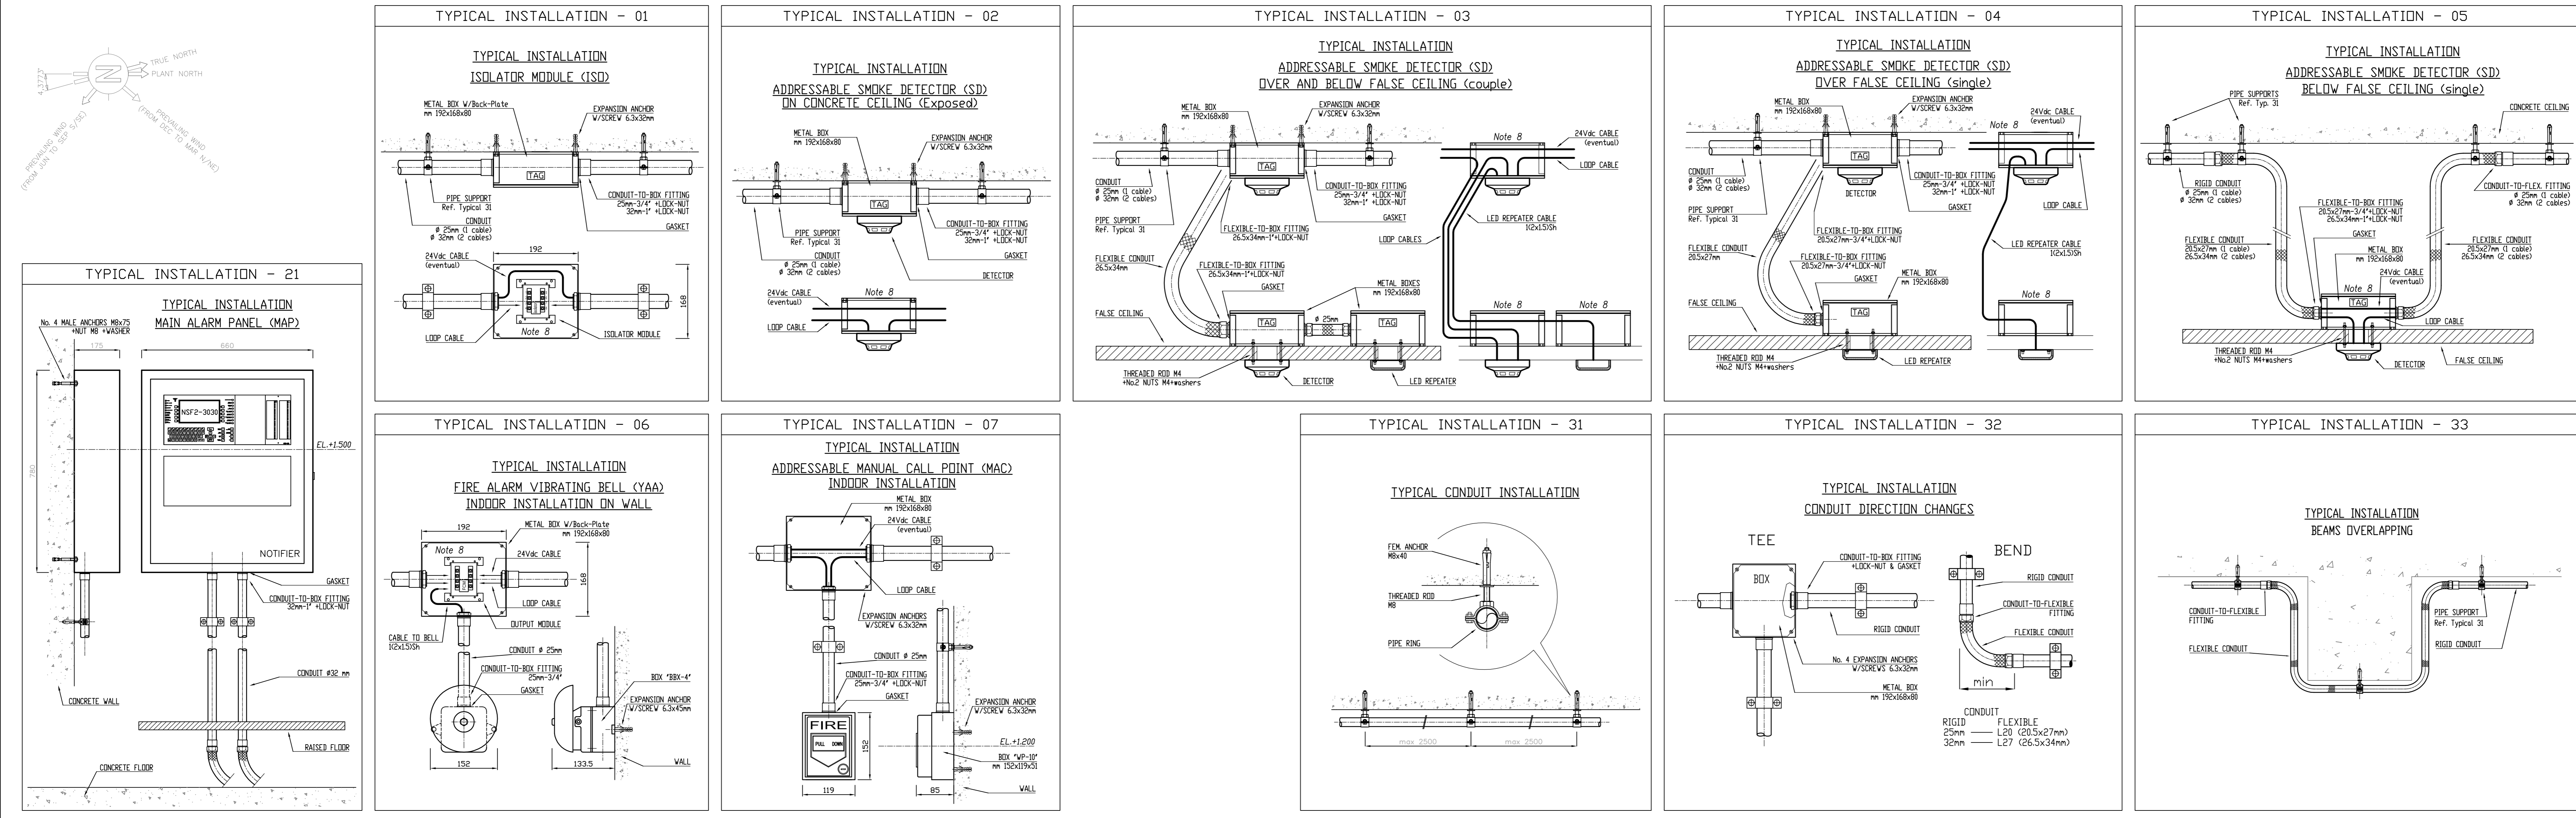 TRUE NORTH
PLANT NORTH
N
4.3773°
PREVAILING WIND
(FROM JUN TO SEP S/SE)
PREVAILING WIND
(FROM DEC TO MAR N/NE)
TYPICAL INSTALLATION - 01
TYPICAL INSTALLATION
ISOLATOR MODULE (ISO)
METAL BOX W/Back-Plate
mm 192x168x80
EXPANSION ANCHOR
W/SCREW 6.3x32mm
TAG
PIPE SUPPORT
Ref. Typical 31
CONDUIT
Ø 25mm (1 cable)
Ø 32mm (2 cables)
CONDUIT-TO-BOX FITTING
25mm-3/4" +LOCK-NUT
32mm-1" +LOCK-NUT
GASKET
192
24Vdc CABLE
(eventual)
168
LOOP CABLE
Note 8
ISOLATOR MODULE
TYPICAL INSTALLATION - 02
TYPICAL INSTALLATION
ADDRESSABLE SMOKE DETECTOR (SD)
ON CONCRETE CEILING (Exposed)
METAL BOX
mm 192x168x80
EXPANSION ANCHOR
W/SCREW 6.3x32mm
TAG
PIPE SUPPORT
Ref. Typical 31
CONDUIT
Ø 25mm (1 cable)
Ø 32mm (2 cables)
CONDUIT-TO-BOX FITTING
25mm-3/4" +LOCK-NUT
32mm-1" +LOCK-NUT
GASKET
DETECTOR
24Vdc CABLE
(eventual)
Note 8
LOOP CABLE
TYPICAL INSTALLATION - 03
TYPICAL INSTALLATION
ADDRESSABLE SMOKE DETECTOR (SD)
OVER AND BELOW FALSE CEILING (couple)
METAL BOX
mm 192x168x80
EXPANSION ANCHOR
W/SCREW 6.3x32mm
Note 8
24Vdc CABLE
(eventual)
LOOP CABLE
TAG
CONDUIT
Ø 25mm (1 cable)
Ø 32mm (2 cables)
CONDUIT-TO-BOX FITTING
25mm-3/4" +LOCK-NUT
32mm-1" +LOCK-NUT
GASKET
PIPE SUPPORT
Ref. Typical 31
FLEXIBLE-TO-BOX FITTING
26.5x34mm-1"+LOCK-NUT
LED REPEATER CABLE
1(2x1.5)Sh
LOOP CABLES
FLEXIBLE CONDUIT
26.5x34mm
FLEXIBLE-TO-BOX FITTING
26.5x34mm-1"+LOCK-NUT
GASKET
METAL BOXES
mm 192x168x80
Note 8
Note 8
FALSE CEILING
TAG
Ø 25mm
TAG
THREADED ROD M4
+No.2 NUTS M4+washers
DETECTOR
LED REPEATER
TYPICAL INSTALLATION - 04
TYPICAL INSTALLATION
ADDRESSABLE SMOKE DETECTOR (SD)
OVER FALSE CEILING (single)
METAL BOX
mm 192x168x80
EXPANSION ANCHOR
W/SCREW 6.3x32mm
24Vdc CABLE
(eventual)
Note 8
TAG
CONDUIT
Ø 25mm (1 cable)
Ø 32mm (2 cables)
DETECTOR
CONDUIT-TO-BOX FITTING
25mm-3/4" +LOCK-NUT
32mm-1" +LOCK-NUT
GASKET
LOOP CABLE
PIPE SUPPORT
Ref. Typical 31
FLEXIBLE-TO-BOX FITTING
20.5x27mm-3/4"+LOCK-NUT
LED REPEATER CABLE
1(2x1.5)Sh
FLEXIBLE CONDUIT
20.5x27mm
FLEXIBLE-TO-BOX FITTING
20.5x27mm-3/4"+LOCK-NUT
GASKET
METAL BOX
mm 192x168x80
Note 8
FALSE CEILING
TAG
THREADED ROD M4
+No.2 NUTS M4+washers
LED REPEATER
TYPICAL INSTALLATION - 05
TYPICAL INSTALLATION
ADDRESSABLE SMOKE DETECTOR (SD)
BELOW FALSE CEILING (single)
PIPE SUPPORTS
Ref. Typ. 31
CONCRETE CEILING
RIGID CONDUIT
Ø 25mm (1 cable)
Ø 32mm (2 cables)
CONDUIT-TO-FLEX. FITTING
Ø 25mm (1 cable)
Ø 32mm (2 cables)
FLEXIBLE-TO-BOX FITTING
20.5x27mm-3/4"+LOCK-NUT
26.5x34mm-1"+LOCK-NUT
GASKET
METAL BOX
mm 192x168x80
FLEXIBLE CONDUIT
20.5x27mm (1 cable)
26.5x34mm (2 cables)
FLEXIBLE CONDUIT
20.5x27mm (1 cable)
26.5x34mm (2 cables)
24Vdc CABLE
(eventual)
Note 8
TAG
LOOP CABLE
THREADED ROD M4
+No.2 NUTS M4+washers
DETECTOR
FALSE CEILING
TYPICAL INSTALLATION - 21
TYPICAL INSTALLATION
MAIN ALARM PANEL (MAP)
No. 4 MALE ANCHORS M8x75
+NUT M8 +WASHER
175
660
780
NSF2-3030
EL.+1.500
NOTIFIER
GASKET
CONDUIT-TO-BOX FITTING
32mm-1" +LOCK-NUT
CONDUIT Ø32 mm
CONCRETE WALL
RAISED FLOOR
CONCRETE FLOOR
TYPICAL INSTALLATION - 06
TYPICAL INSTALLATION
FIRE ALARM VIBRATING BELL (YAA)
INDOOR INSTALLATION ON WALL
192
METAL BOX W/Back-Plate
mm 192x168x80
Note 8
24Vdc CABLE
168
LOOP CABLE
OUTPUT MODULE
CABLE TO BELL
1(2x1.5)Sh
CONDUIT Ø 25mm
CONDUIT-TO-BOX FITTING
25mm-3/4"
GASKET
BOX "BBX-4"
EXPANSION ANCHOR
W/SCREW 6.3x45mm
152
133.5
WALL
TYPICAL INSTALLATION - 07
TYPICAL INSTALLATION
ADDRESSABLE MANUAL CALL POINT (MAC)
INDOOR INSTALLATION
METAL BOX
mm 192x168x80
24Vdc CABLE
(eventual)
LOOP CABLE
EXPANSION ANCHORS
W/SCREW 6.3x32mm
CONDUIT Ø 25mm
CONDUIT-TO-BOX FITTING
25mm-3/4" +LOCK-NUT
GASKET
EXPANSION ANCHOR
W/SCREW 6.3x32mm
FIRE
PULL DOWN
152
EL.+1.200
BOX "WP-10"
mm 152x119x51
119
85
WALL
TYPICAL INSTALLATION - 31
TYPICAL CONDUIT INSTALLATION
FEM. ANCHOR
M8x40
THREADED ROD
M8
PIPE RING
max 2500
max 2500
TYPICAL INSTALLATION - 32
TYPICAL INSTALLATION
CONDUIT DIRECTION CHANGES
TEE
BEND
CONDUIT-TO-BOX FITTING
+LOCK-NUT & GASKET
BOX
RIGID CONDUIT
CONDUIT-TO-FLEXIBLE
FITTING
RIGID CONDUIT
FLEXIBLE CONDUIT
No. 4 EXPANSION ANCHORS
W/SCREWS 6.3x32mm
min
METAL BOX
mm 192x168x80
CONDUIT
RIGID FLEXIBLE
25mm — L20 (20.5x27mm)
32mm — L27 (26.5x34mm)
TYPICAL INSTALLATION - 33
TYPICAL INSTALLATION
BEAMS OVERLAPPING
CONDUIT-TO-FLEXIBLE
FITTING
PIPE SUPPORT
Ref. Typical 31
FLEXIBLE CONDUIT
RIGID CONDUIT